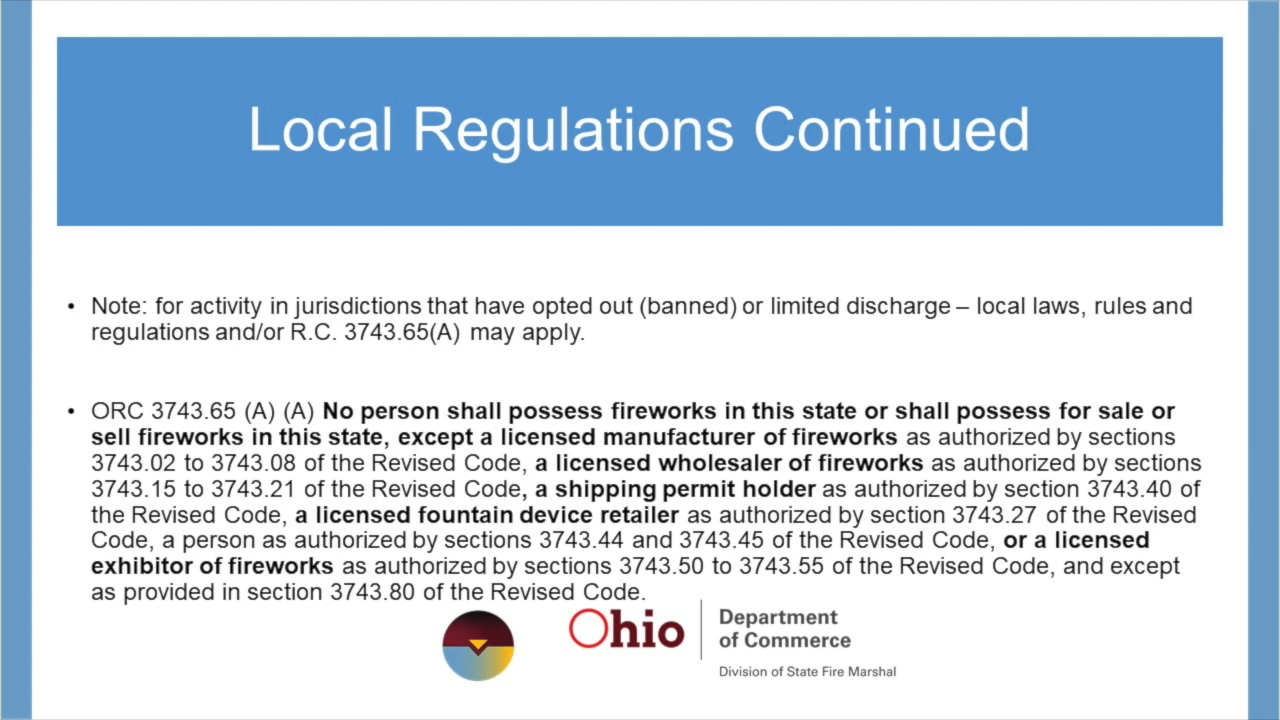 Local Regulations Continued
• Note: for activity in jurisdictions that have opted out (banned) or limited discharge – local laws, rules and
regulations and/or R.C. 3743.65(A) may apply.
• ORC 3743.65 (A) (A) No person shall possess fireworks in this state or shall possess for sale or
sell fireworks in this state, except a licensed manufacturer of fireworks as authorized by sections
3743.02 to 3743.08 of the Revised Code, a licensed wholesaler of fireworks as authorized by sections
3743.15 to 3743.21 of the Revised Code, a shipping permit holder as authorized by section 3743.40 of
the Revised Code, a licensed fountain device retailer as authorized by section 3743.27 of the Revised
Code, a person as authorized by sections 3743.44 and 3743.45 of the Revised Code, or a licensed
exhibitor of fireworks as authorized by sections 3743.50 to 3743.55 of the Revised Code, and except
as provided in section 3743.80 of the Revised Code.
Ohio
Department
of Commerce
Division of State Fire Marshal